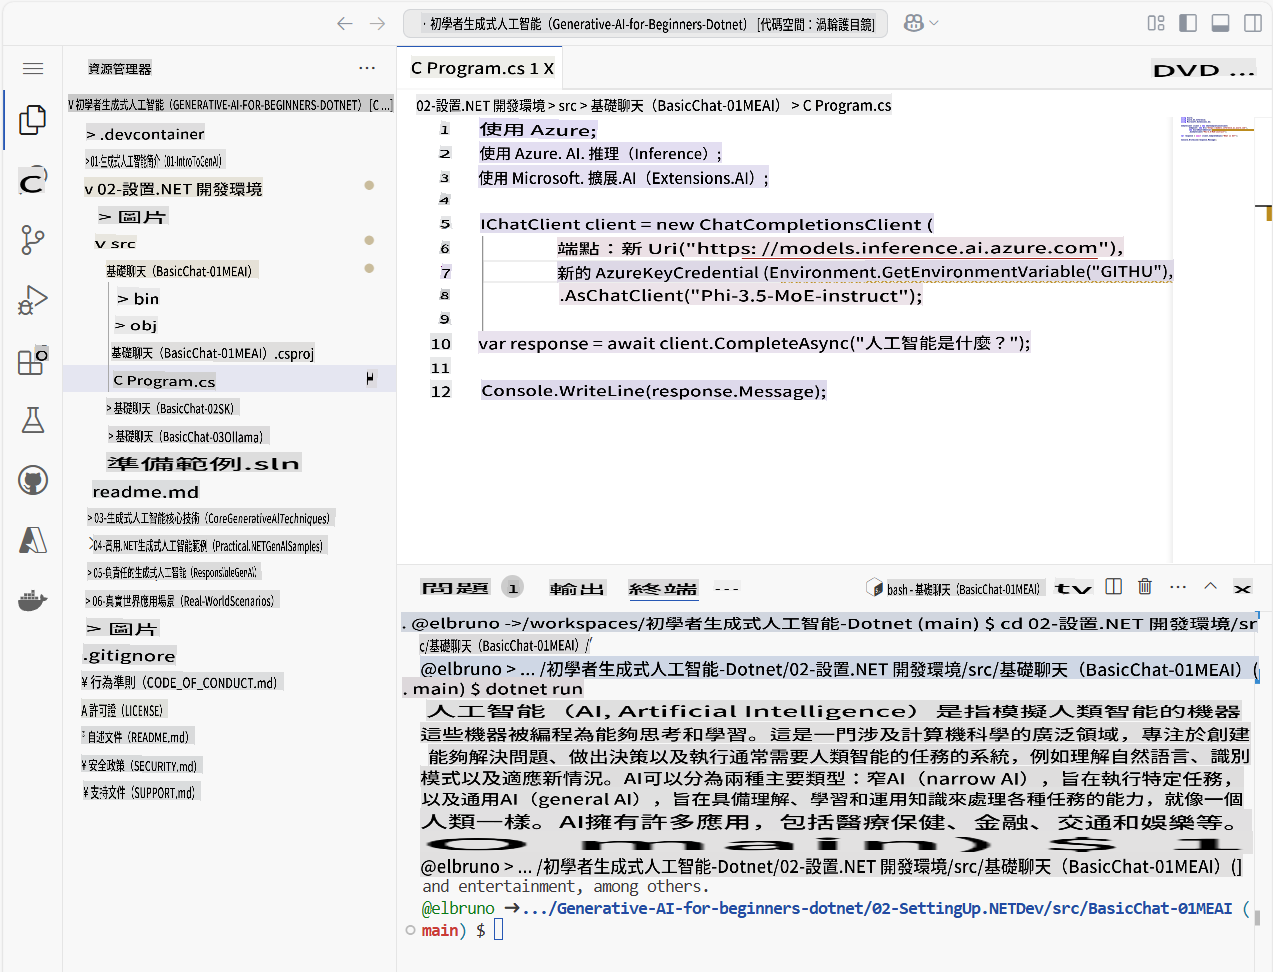 · 初學者生成式人工智能（Generative-AI-for-Beginners-Dotnet）[代碼空間：渦輪護目鏡]
資源管理器 ...
C Program.cs 1 X
DVD ...
V 初學者生成式人工智能（GENERATIVE-AI-FOR-BEGINNERS-DOTNET） [C ...]
> .devcontainer
>01-生成式人工智能簡介 (01-IntroToGenAI)
v 02-設置.NET 開發環境
> 圖片
v src
基礎聊天（BasicChat-01MEAI）
> bin
> obj
基礎聊天（BasicChat-01MEAI）.csproj
C Program.cs
> 基礎聊天（BasicChat-02SK）
> 基礎聊天（BasicChat-03Ollama）
準備範例.sln
readme.md
> 03-生成式人工智能核心技術（CoreGenerativeAITechniques）
04-實用.NET生成式人工智能範例（Practical.NETGenAISamples）
> 05-負責任的生成式人工智能（ResponsibleGenAI）
> 06-真實世界應用場景（Real-WorldScenarios）
> 圖片
.gitignore
¥ 行為準則（CODE_OF_CONDUCT.md）
A 許可證（LICENSE）
自述文件（README.md）
¥ 安全政策（SECURITY.md）
¥ 支持文件（SUPPORT.md）
02-設置.NET 開發環境 > src > 基礎聊天（BasicChat-01MEAI） > C Program.cs
1 使用 Azure;
2 使用 Azure. AI. 推理（Inference）;
3 使用 Microsoft. 擴展.AI（Extensions.AI）;
4
5 IChatClient client = new ChatCompletionsClient (
6 端點：新 Uri("https: //models.inference.ai.azure.com"),
7 新的 AzureKeyCredential (Environment.GetEnvironmentVariable("GITHU"),
8 .AsChatClient("Phi-3.5-MoE-instruct");
9
10 var response = await client.CompleteAsync("人工智能是什麼？");
11
12 Console.WriteLine(response.Message);
問題 1 輸出 終端 ...
bash - 基礎聊天（BasicChat-01MEAI） tv ... x
. @elbruno ->/workspaces/初學者生成式人工智能-Dotnet (main) $ cd 02-設置.NET 開發環境/sr
c/基礎聊天（BasicChat-01MEAI）/
@elbruno > ... /初學者生成式人工智能-Dotnet/02-設置.NET 開發環境/src/基礎聊天（BasicChat-01MEAI）(
. main) $ dotnet run
人工智能（AI, Artificial Intelligence）是指模擬人類智能的機器
這些機器被編程為能夠思考和學習。這是一門涉及計算機科學的廣泛領域，專注於創建
能夠解決問題、做出決策以及執行通常需要人類智能的任務的系統，例如理解自然語言、識別
模式以及適應新情況。AI可以分為兩種主要類型：窄AI（narrow AI），旨在執行特定任務，
以及通用AI（general AI），旨在具備理解、學習和運用知識來處理各種任務的能力，就像一個
人類一樣。AI擁有許多應用，包括醫療保健、金融、交通和娛樂等。
O main) $ 1
@elbruno > ... /初學者生成式人工智能-Dotnet/02-設置.NET 開發環境/src/基礎聊天（BasicChat-01MEAI）(]
and entertainment, among others.
@elbruno →.../Generative-AI-for-beginners-dotnet/02-SettingUp.NETDev/src/BasicChat-01MEAI (
main) $